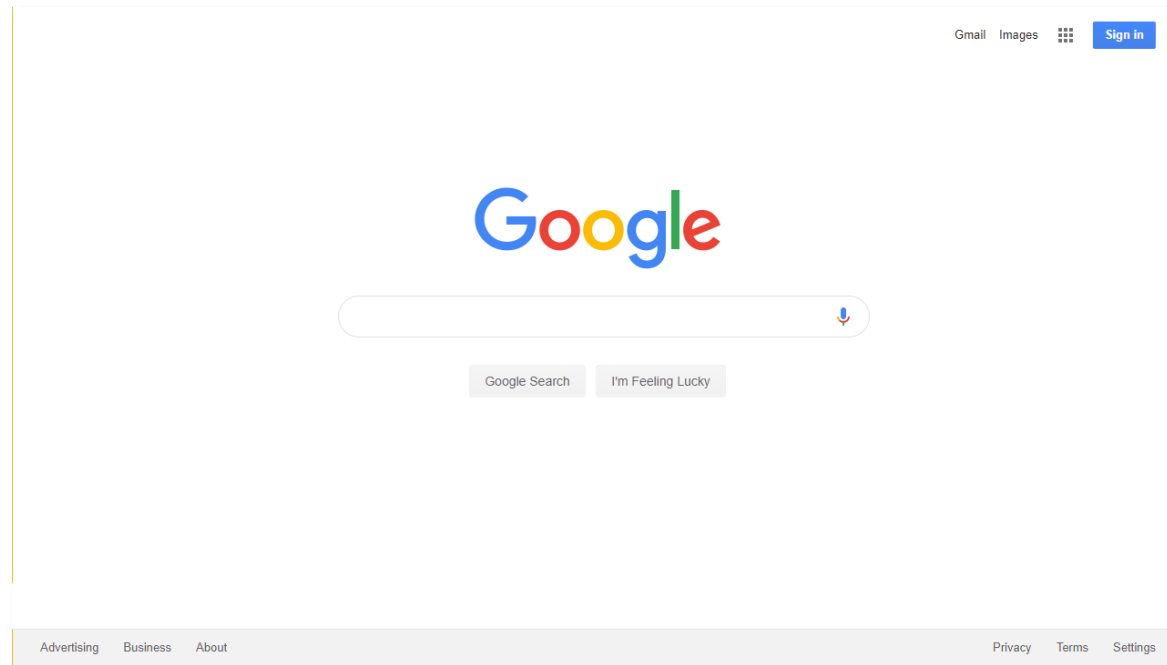 Gmail Images Sign in
Google
Google Search I'm Feeling Lucky
Advertising Business About Privacy Terms Settings